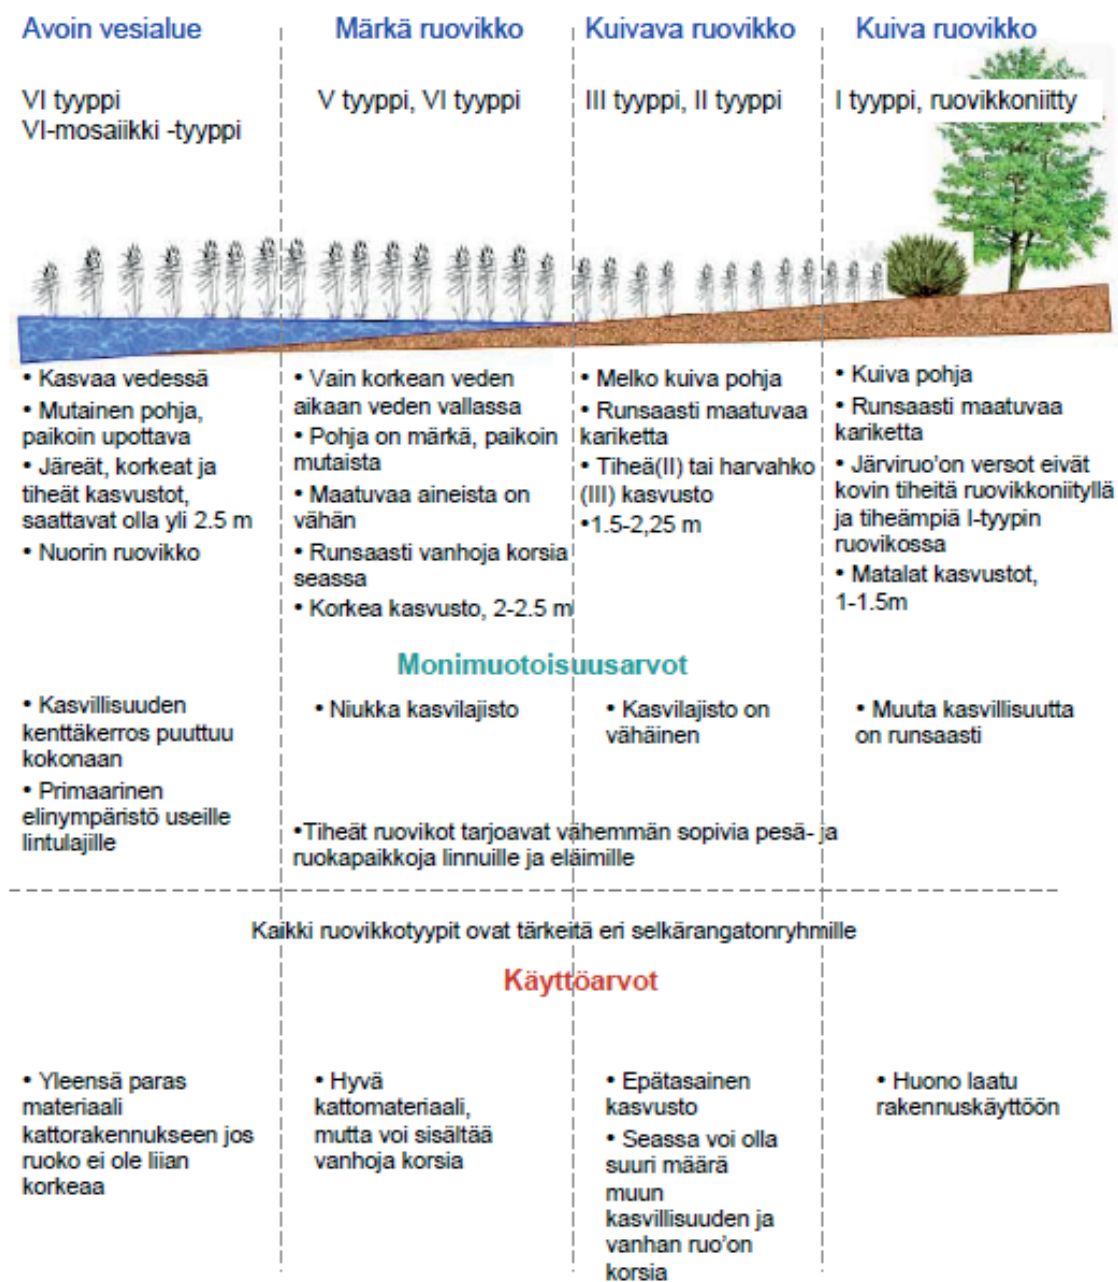 Avoin vesialue
VI tyyppi
VI-mosaiikki -tyyppi
Märkä ruovikko
V tyyppi, VI tyyppi
Kuivava ruovikko
III tyyppi, II tyyppi
Kuiva ruovikko
I tyyppi, ruovikkoniitty
• Kasvaa vedessä
• Mutainen pohja,
paikoin upottava
• Järeät, korkeat ja
tiheät kasvustot,
saattavat olla yli 2.5 m
• Nuorin ruovikko
• Vain korkean veden
aikaan veden vallassa
• Pohja on märkä, paikoin
mutaista
• Maatuvaa aineista on
vähän
• Runsaasti vanhoja korsia
seassa
• Korkea kasvusto, 2-2.5 m
• Melko kuiva pohja
• Runsaasti maatuvaa
kariketta
• Tiheä(II) tai harvahko
(III) kasvusto
•1.5-2,25 m
• Kuiva pohja
• Runsaasti maatuvaa
kariketta
• Järviruo'on versot eivät
kovin tiheitä ruovikkoniityllä
ja tiheämpiä I-tyypin
ruovikossa
• Matalat kasvustot,
1-1.5m
Monimuotoisuusarvot
• Kasvillisuuden
kenttäkerros puuttuu
kokonaan
• Primaarinen
elinympäristö useille
lintulajille
• Niukka kasvilajisto
• Kasvilajisto on
vähäinen
• Muuta kasvillisuutta
on runsaasti
•Tiheät ruovikot tarjoavat vähemmän sopivia pesä- ja
ruokapaikkoja linnuille ja eläimille
Kaikki ruovikkotyypit ovat tärkeitä eri selkärangatonryhmille
Käyttöarvot
• Yleensä paras
materiaali
kattorakennukseen jos
ruoko ei ole liian
korkeaa
• Hyvä
kattomateriaali,
mutta voi sisältää
vanhoja korsia
• Epätasainen
kasvusto
• Seassa voi olla
suuri määrä
muun
kasvillisuuden ja
vanhan ruo'on
korsia
• Huono laatu
rakennuskäyttöön